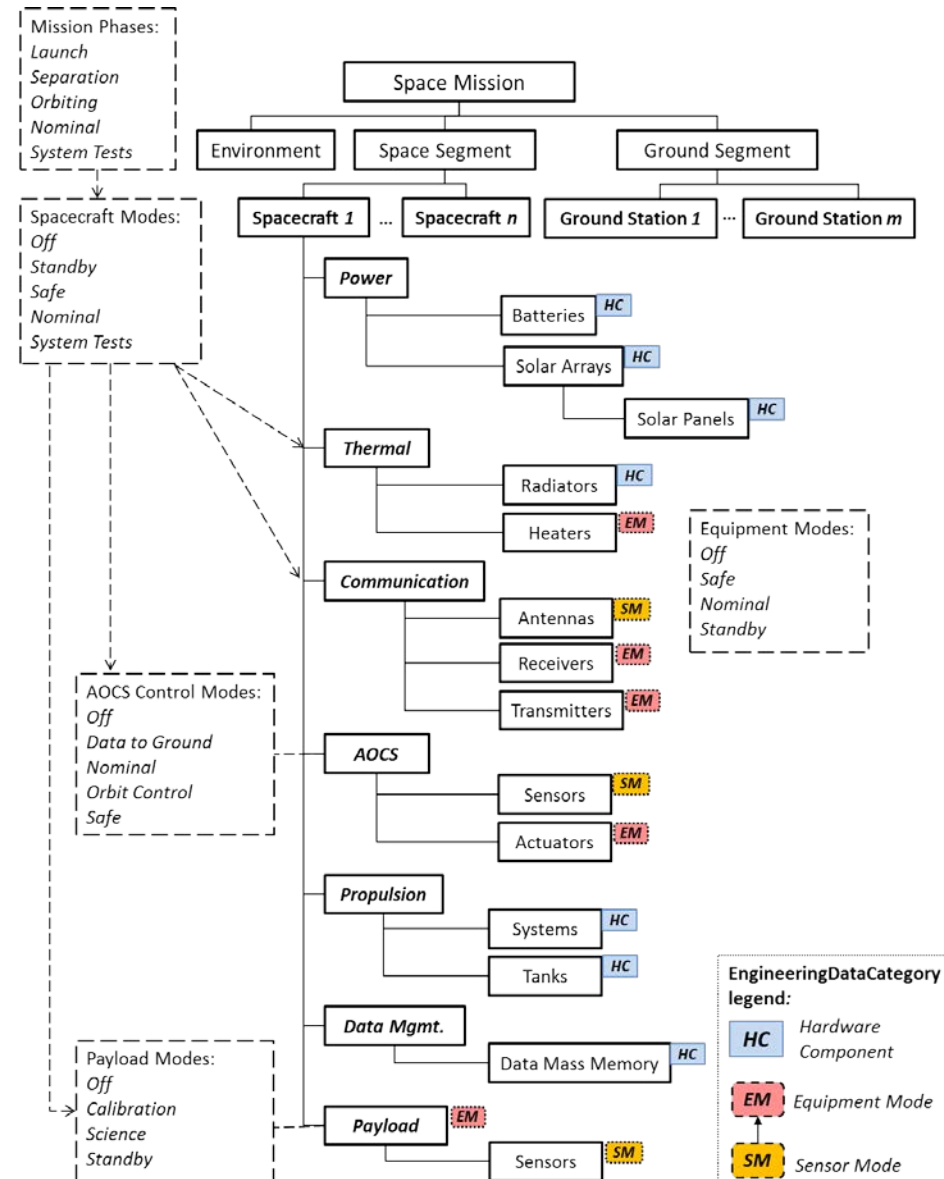 Mission Phases:
Launch
Separation
Orbiting
Nominal
System Tests
Space Mission
Environment
Space Segment
Ground Segment
Spacecraft Modes:
Off
Standby
Safe
Nominal
System Tests
Spacecraft 1
...
Spacecraft n
Ground Station 1
...
Ground Station m
Power
Batteries
HC
Solar Arrays
HC
Solar Panels
HC
Thermal
Radiators
HC
Heaters
EM
Equipment Modes:
Off
Safe
Nominal
Standby
Communication
Antennas
SM
Receivers
EM
Transmitters
EM
AOCS Control Modes:
Off
Data to Ground
Nominal
Orbit Control
Safe
AOCS
Sensors
SM
Actuators
EM
Propulsion
Systems
HC
Tanks
HC
Data Mgmt.
Data Mass Memory
HC
Payload Modes:
Off
Calibration
Science
Standby
Payload
EM
Sensors
SM
EngineeringDataCategory
legend:
HC
Hardware
Component
EM
Equipment Mode
SM
Sensor Mode